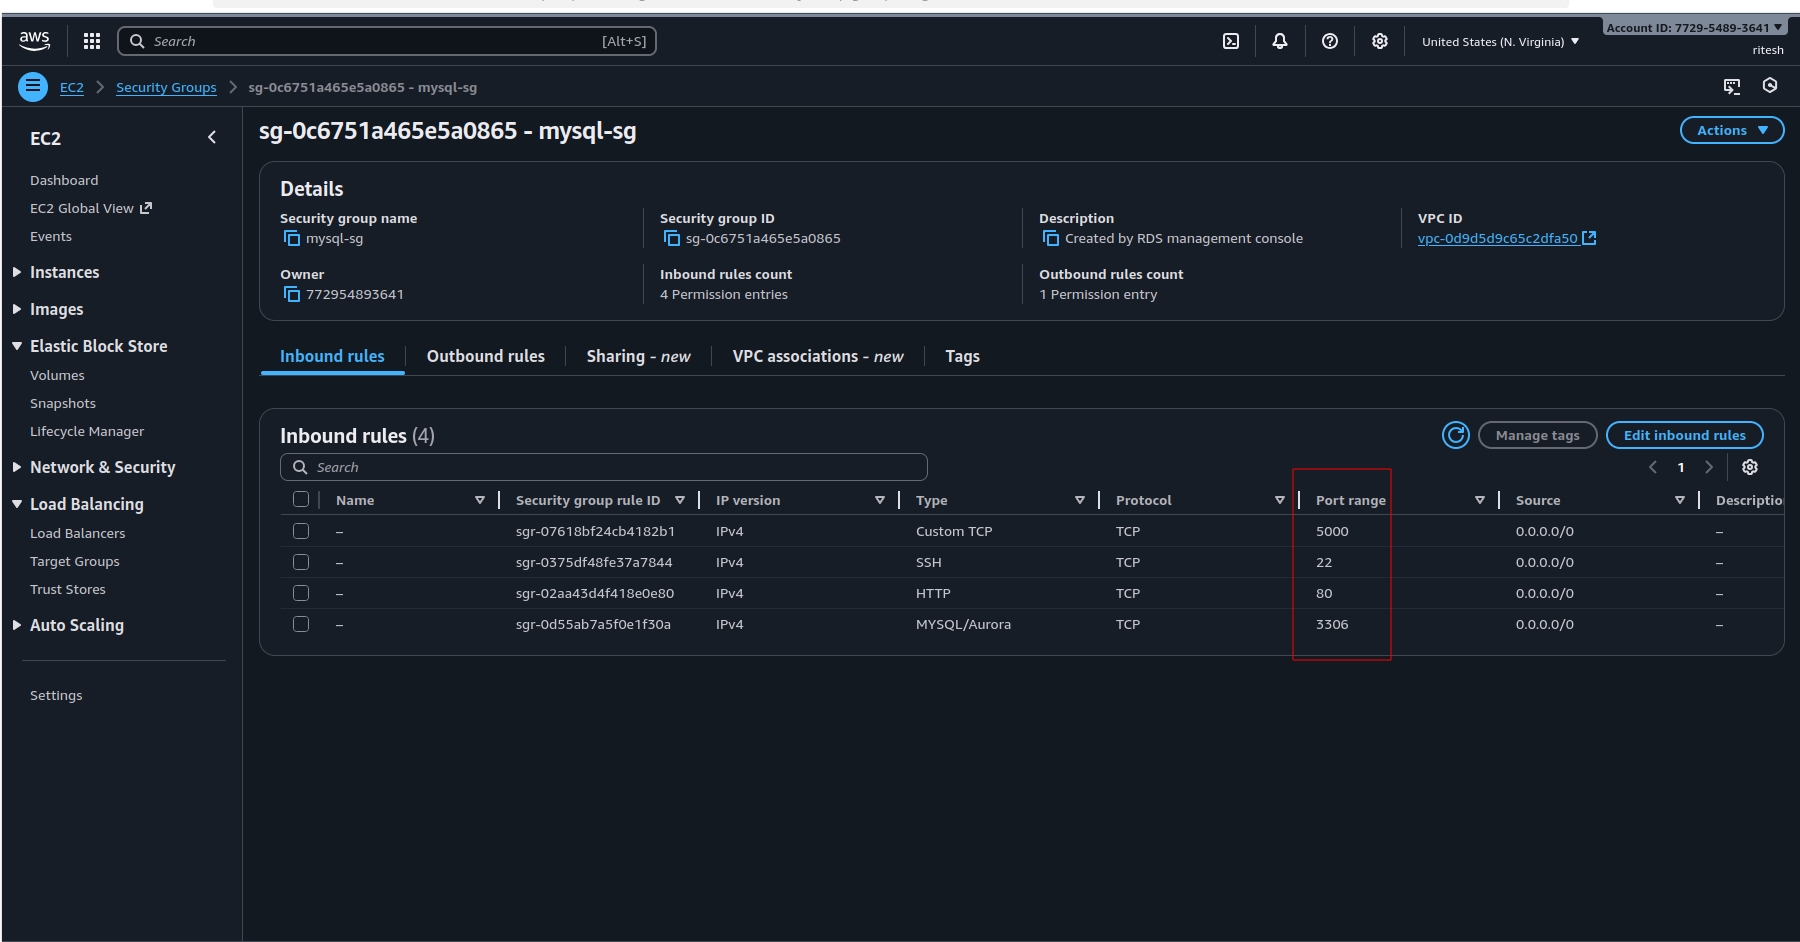 aws
Search [Alt+S]
United States (N. Virginia)
Account ID: 7729-5489-3641
ritesh
EC2 Security Groups sg-0c6751a465e5a0865 - mysql-sg
EC2
Dashboard
EC2 Global View
Events
Instances
Images
Elastic Block Store
Volumes
Snapshots
Lifecycle Manager
Network & Security
Load Balancing
Load Balancers
Target Groups
Trust Stores
Auto Scaling
Settings
sg-0c6751a465e5a0865 - mysql-sg
Actions
Details
Security group name
mysql-sg
Security group ID
sg-0c6751a465e5a0865
Description
Created by RDS management console
VPC ID
vpc-0d9d5d9c65c2dfa50
Owner
772954893641
Inbound rules count
4 Permission entries
Outbound rules count
1 Permission entry
Inbound rules Outbound rules Sharing - new VPC associations - new Tags
Inbound rules (4)
Manage tags Edit inbound rules
Search
1
Name Security group rule ID IP version Type Protocol Port range Source Descriptio
– sgr-07618bf24cb4182b1 IPv4 Custom TCP TCP 5000 0.0.0.0/0 –
– sgr-0375df48fe37a7844 IPv4 SSH TCP 22 0.0.0.0/0 –
– sgr-02aa43d4f418e0e80 IPv4 HTTP TCP 80 0.0.0.0/0 –
– sgr-0d55ab7a5f0e1f30a IPv4 MYSQL/Aurora TCP 3306 0.0.0.0/0 –